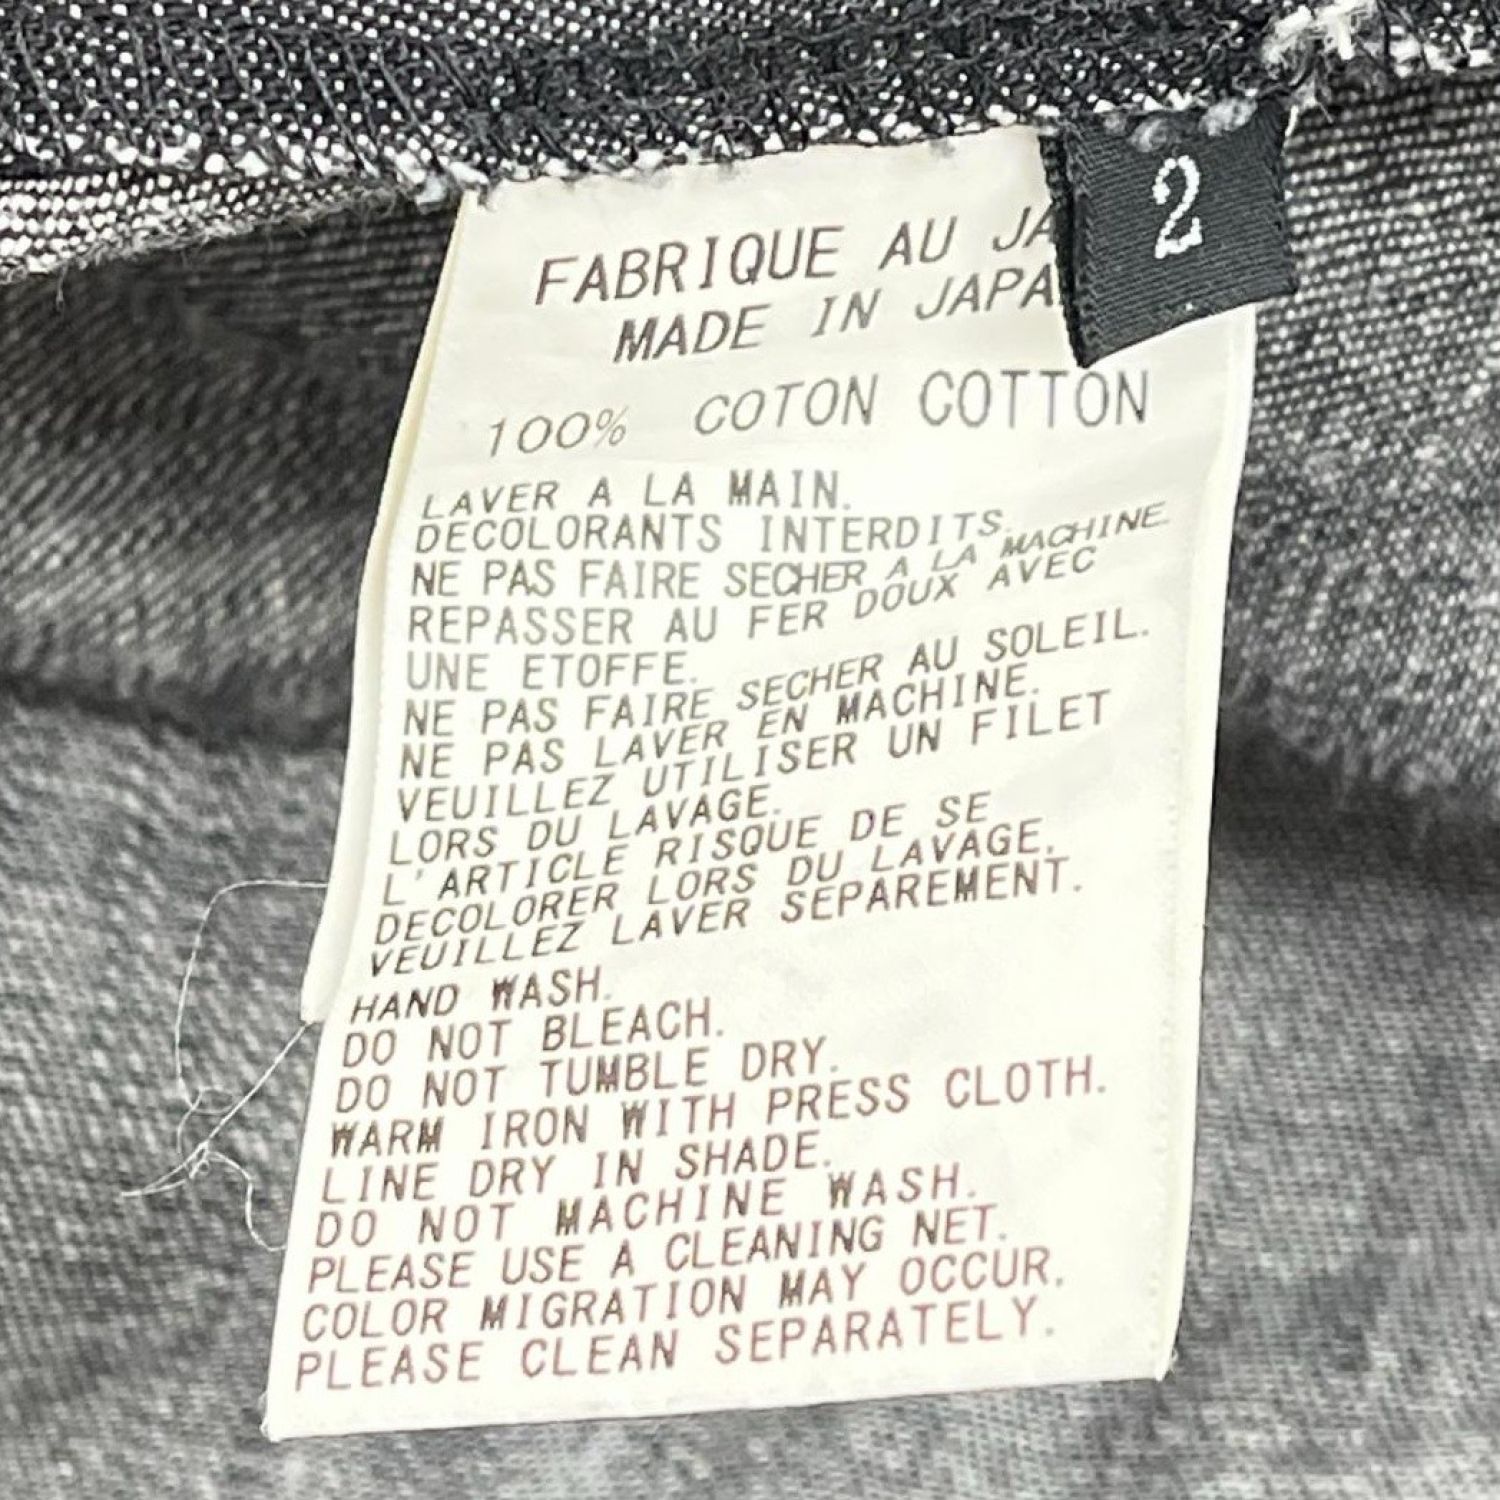 2
FABRIQUE AU JA
MADE IN JAPA
100% COTON COTTON
LAVER A LA MAIN.
DECOLORANTS INTERDITS.
NE PAS FAIRE SECHER A LA MACHINE.
REPASSER AU FER DOUX AVEC
UNE ETOFFE.
NE PAS FAIRE SECHER AU SOLEIL.
NE PAS LAVER EN MACHINE.
VEUILLEZ UTILISER UN FILET
LORS DU LAVAGE.
L'ARTICLE RISQUE DE SE
DECOLORER LORS DU LAVAGE.
VEUILLEZ LAVER SEPAREMENT.
HAND WASH.
DO NOT BLEACH.
DO NOT TUMBLE DRY.
WARM IRON WITH PRESS CLOTH.
LINE DRY IN SHADE.
DO NOT MACHINE WASH.
PLEASE USE A CLEANING NET.
COLOR MIGRATION MAY OCCUR.
PLEASE CLEAN SEPARATELY.